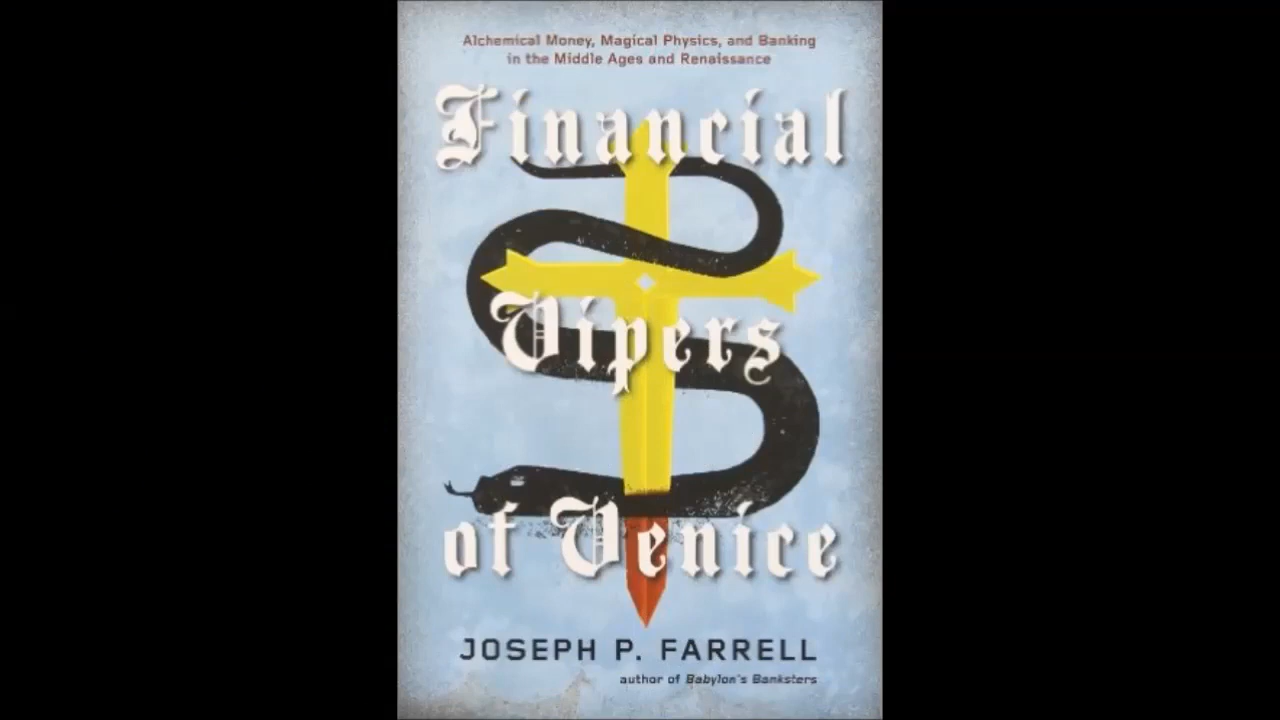 Alchemical Money, Magical Physics, and Banking
in the Middle Ages and Renaissance
Financial
Vipers
of Venice
JOSEPH P. FARRELL
author of Babylon's Banksters